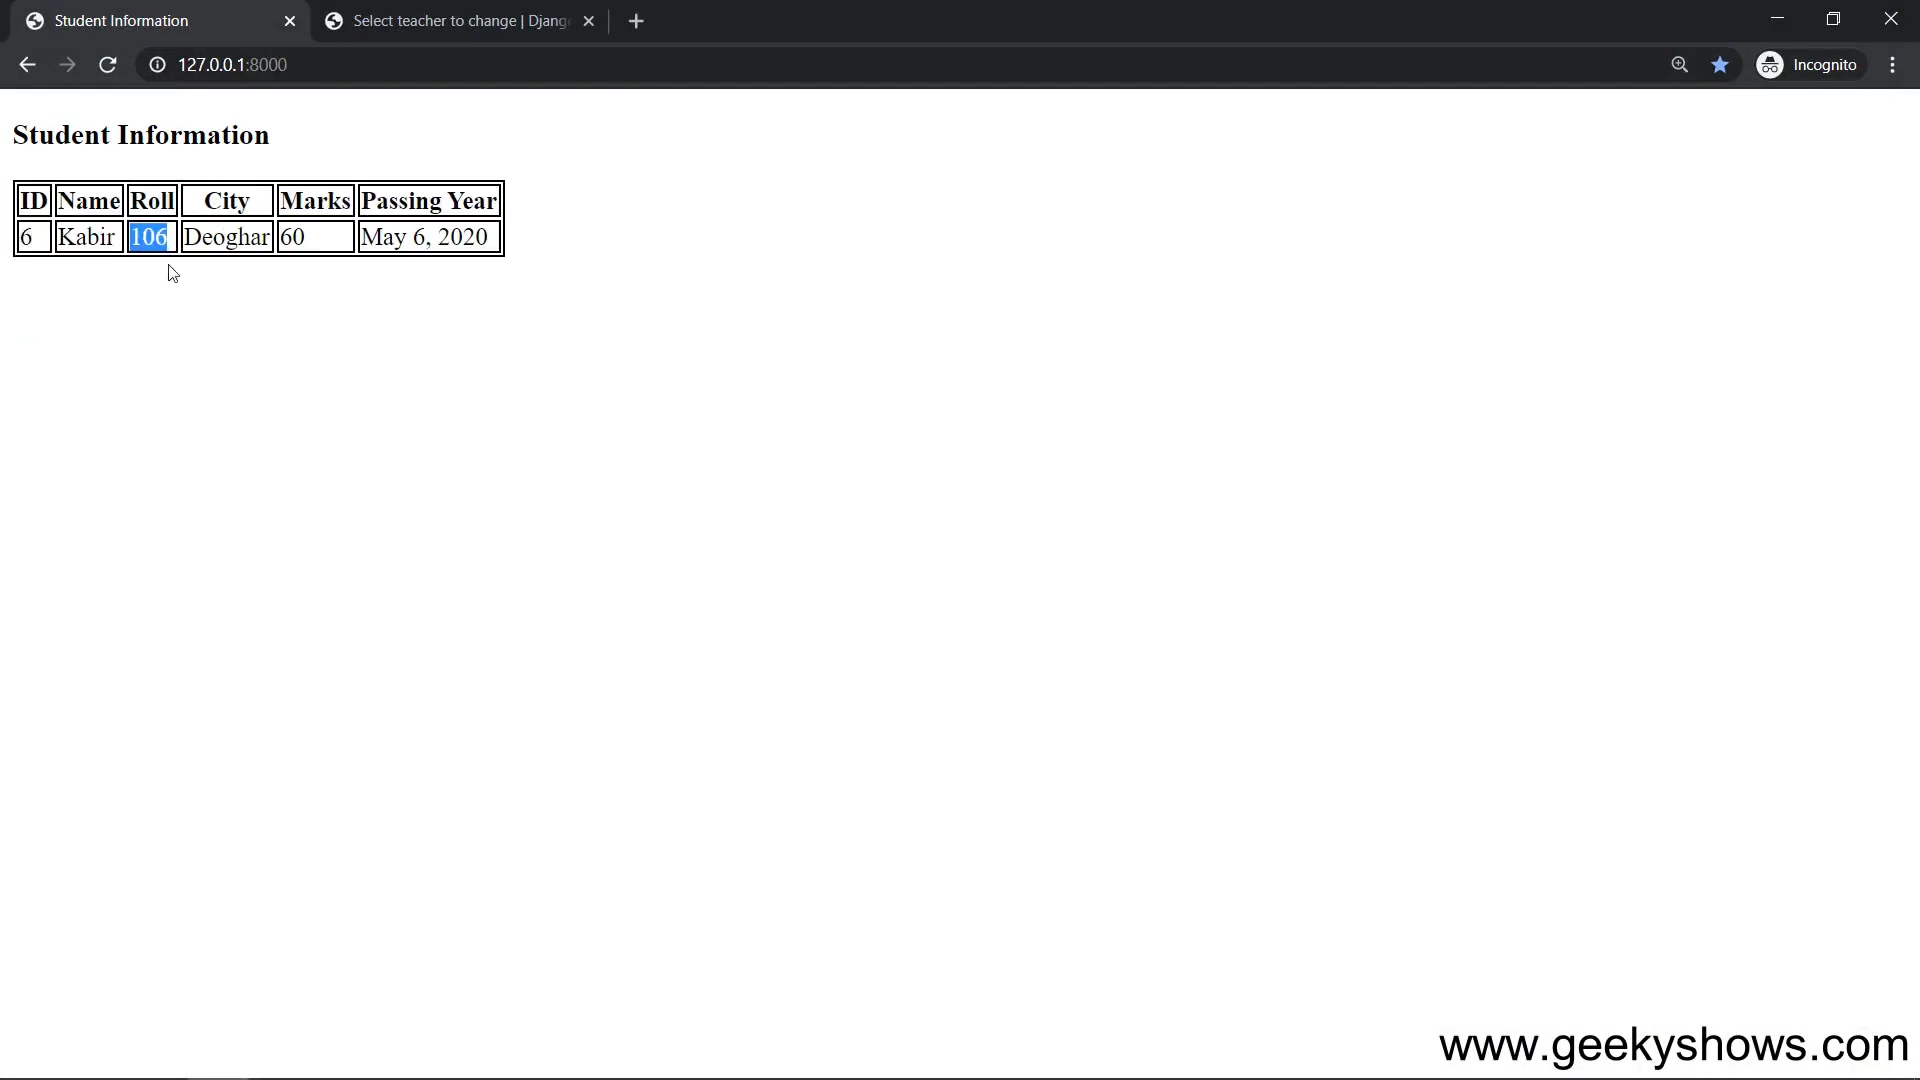 Student Information
Select teacher to change | Djang
127.0.0.1:8000
Incognito
Student Information
ID Name Roll City Marks Passing Year
6 Kabir 106 Deoghar 60 May 6, 2020
www.geekyshows.com